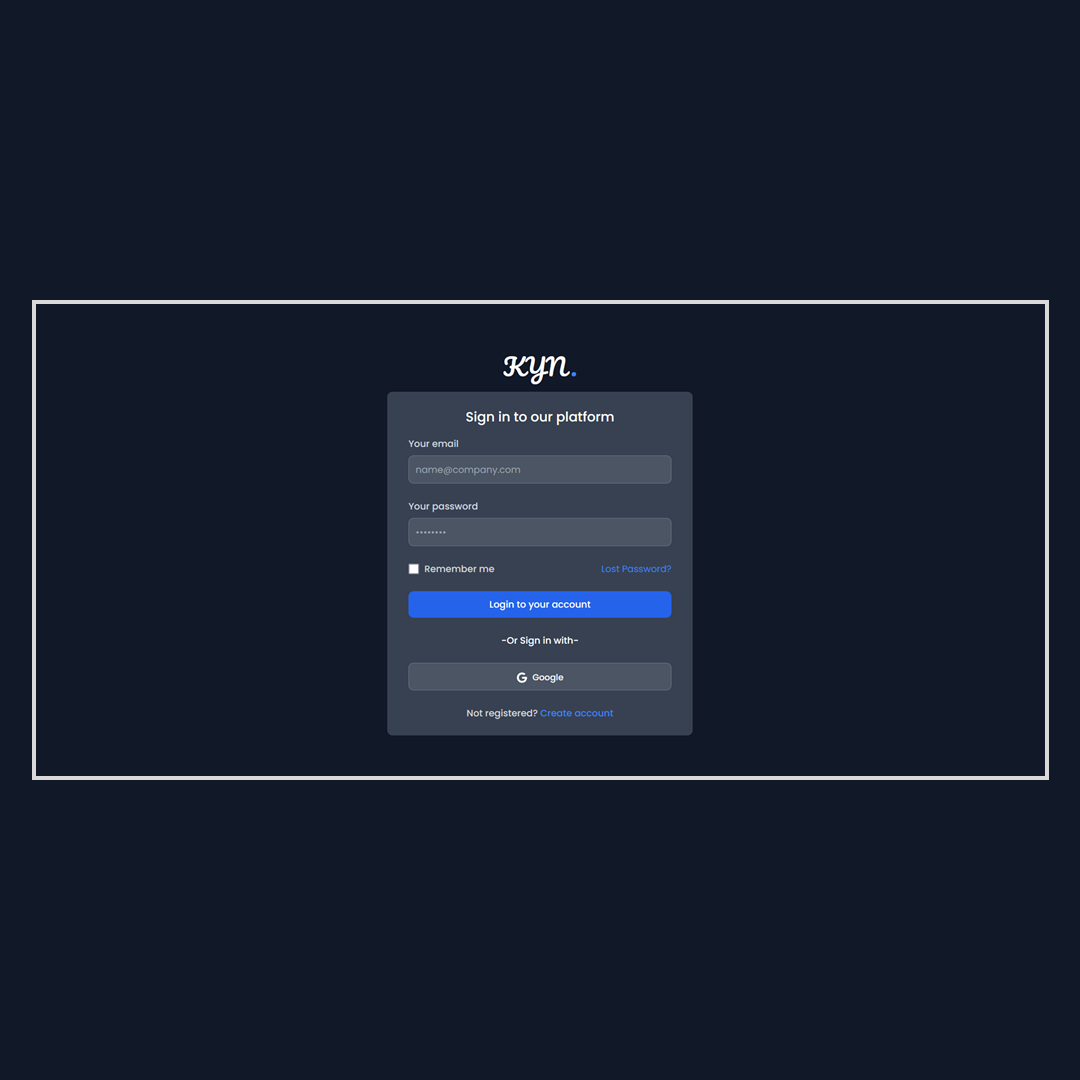 KYN.
Sign in to our platform
Your email
name@company.com
Your password
••••••••
Remember me
Lost Password?
Login to your account
-Or Sign in with-
G Google
Not registered? Create account